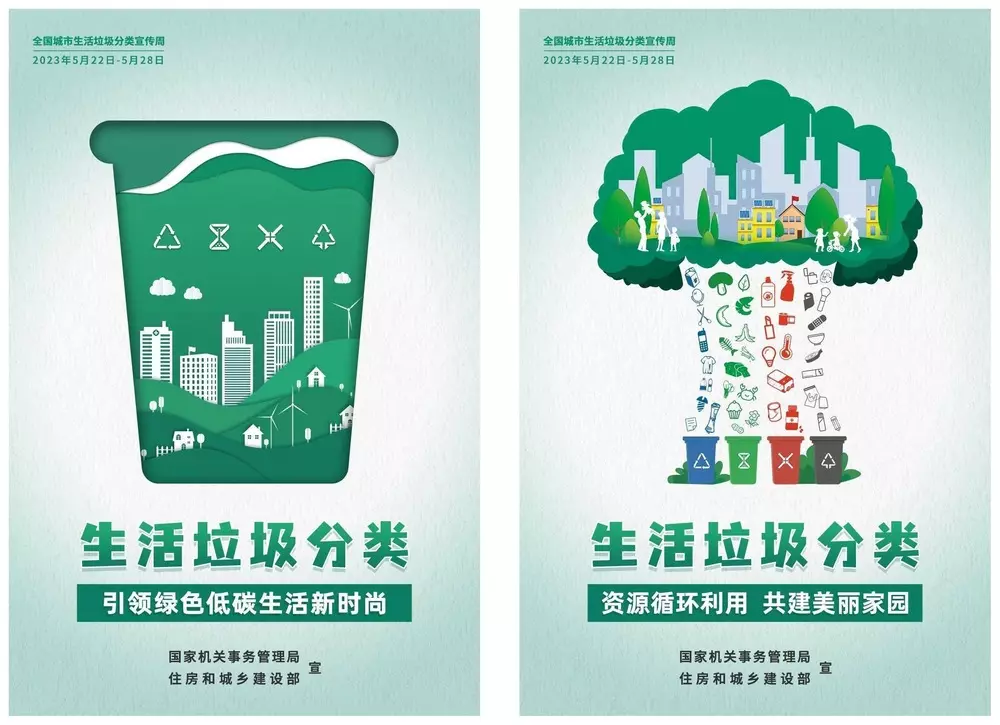 全国城市生活垃圾分类宣传周
2023年5月22日-5月28日
生活垃圾分类
引领绿色低碳生活新时尚
国家机关事务管理局
住房和城乡建设部
宣
全国城市生活垃圾分类宣传周
2023年5月22日-5月28日
生活垃圾分类
资源循环利用 共建美丽家园
国家机关事务管理局
住房和城乡建设部
宣